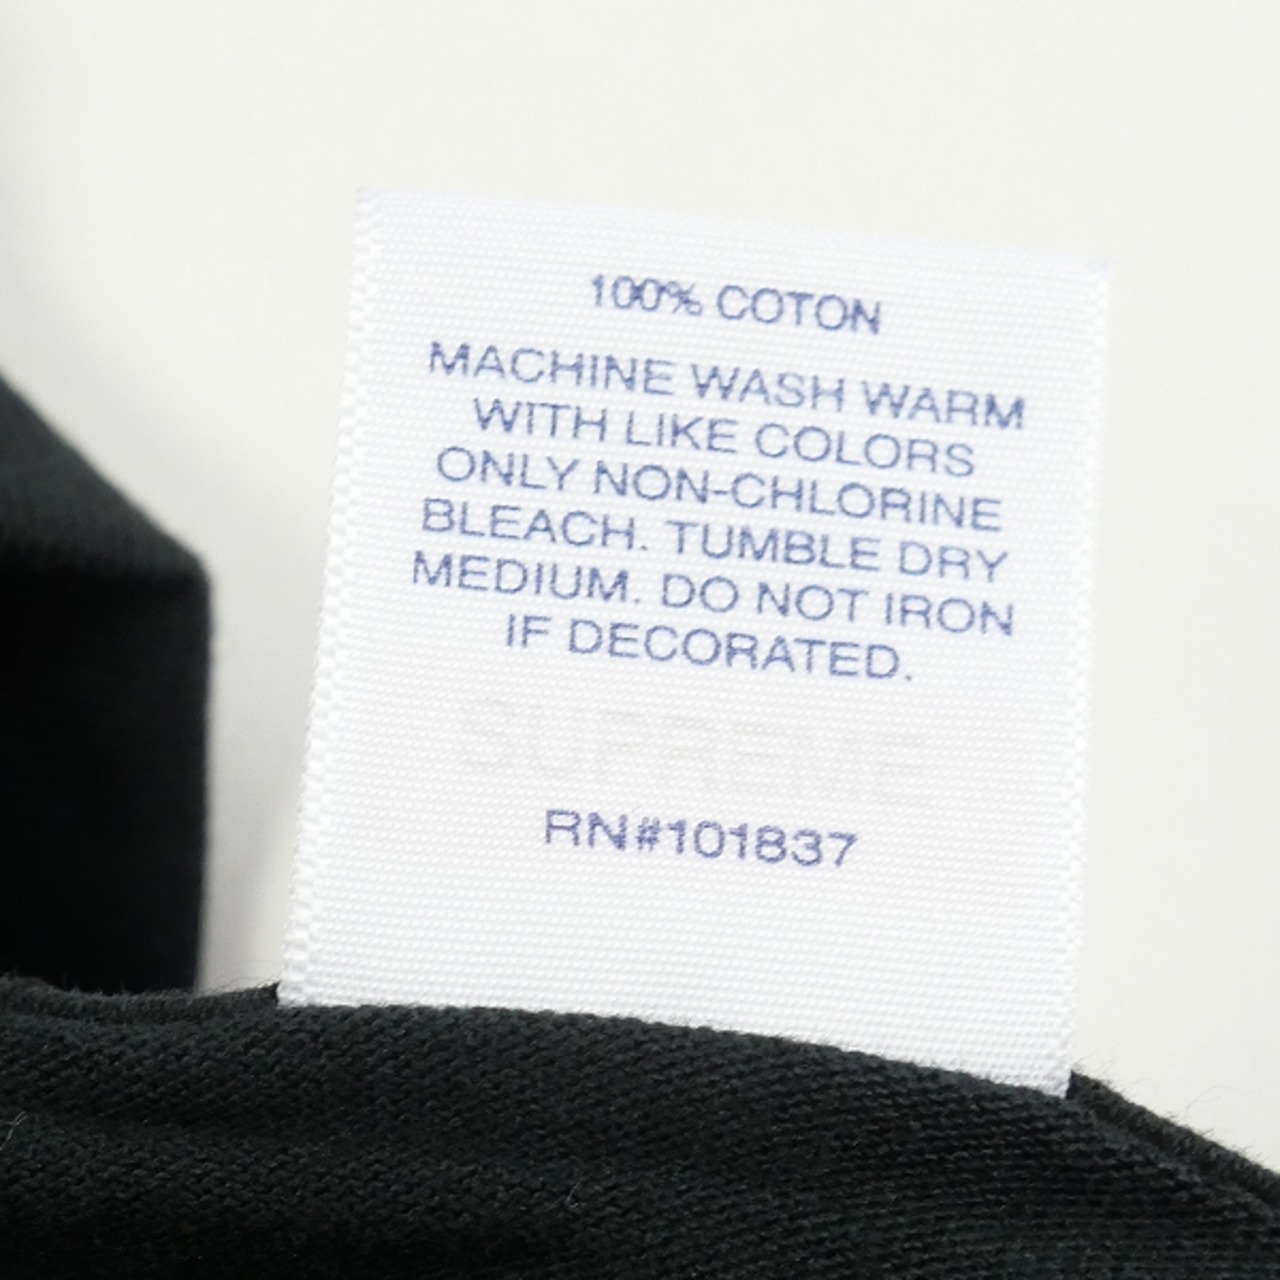 100% COTON
MACHINE WASH WARM
WITH LIKE COLORS
ONLY NON-CHLORINE
BLEACH. TUMBLE DRY
MEDIUM. DO NOT IRON
IF DECORATED.
SUPREME
RN#101837